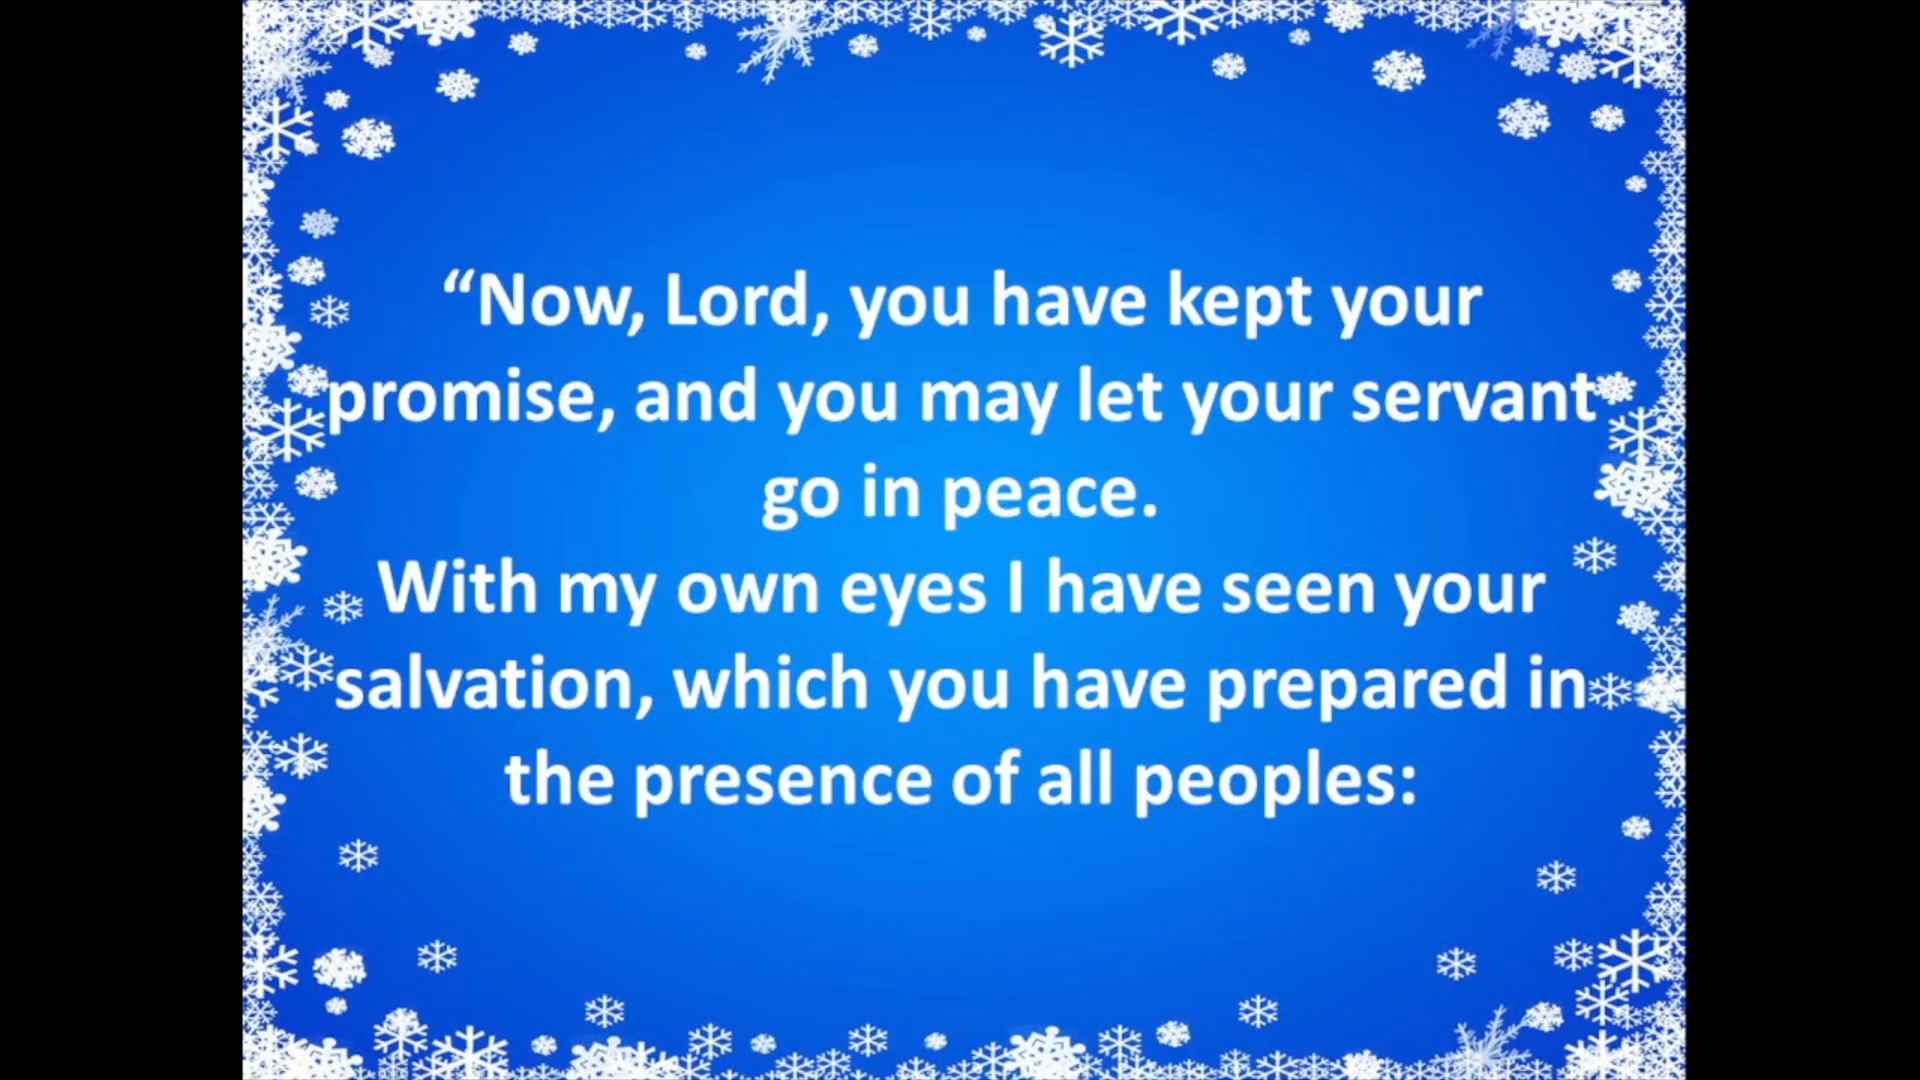 “Now, Lord, you have kept your
promise, and you may let your servant
go in peace.
With my own eyes I have seen your
salvation, which you have prepared in
the presence of all peoples: